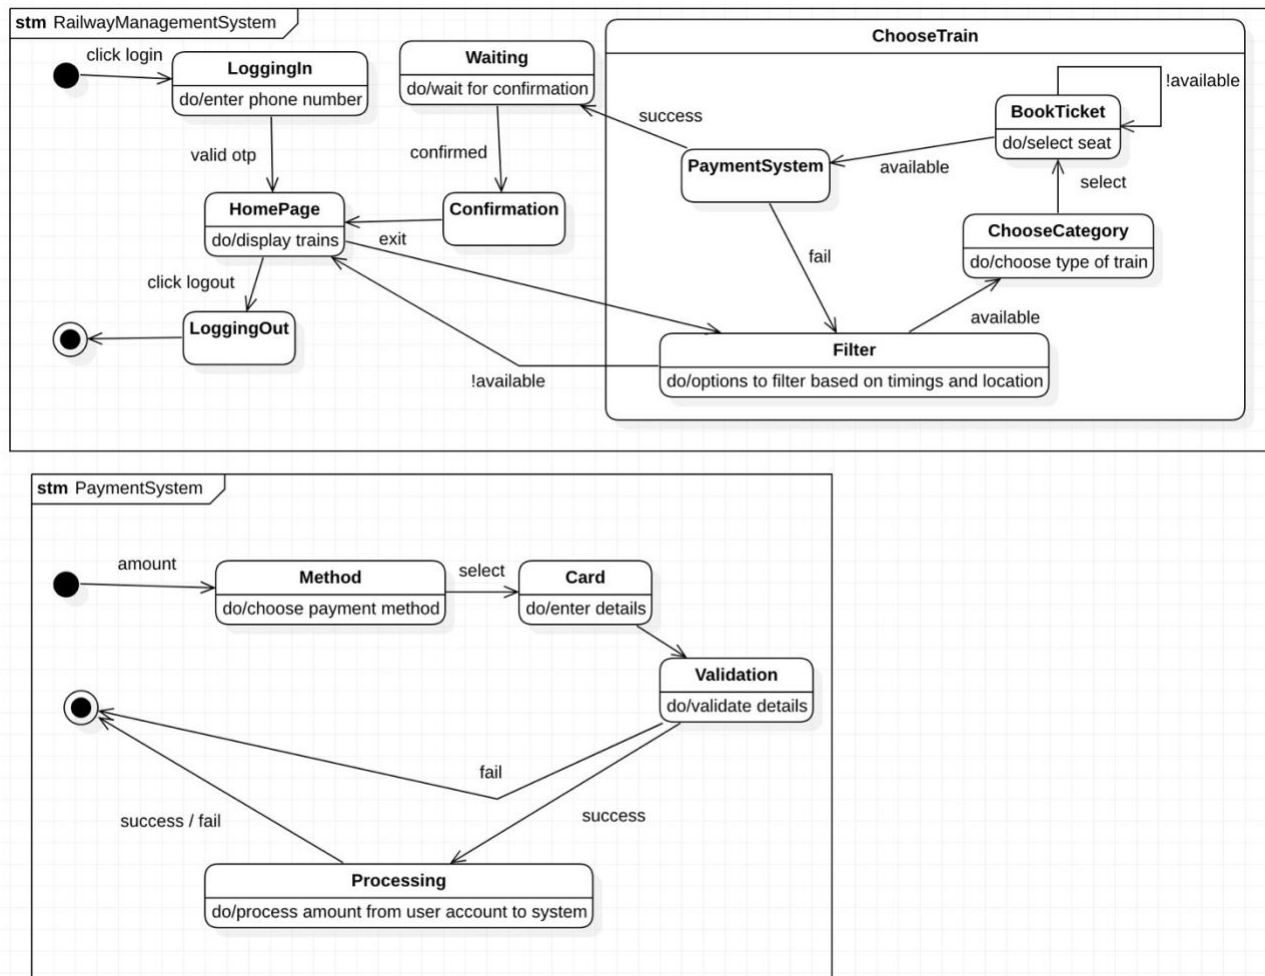 stm RailwayManagementSystem
click login
LoggingIn
do/enter phone number
valid otp
Waiting
do/wait for confirmation
confirmed
Confirmation
exit
HomePage
do/display trains
click logout
LoggingOut
ChooseTrain
success
PaymentSystem
available
BookTicket
do/select seat
!available
select
ChooseCategory
do/choose type of train
fail
available
Filter
do/options to filter based on timings and location
!available
stm PaymentSystem
amount
Method
do/choose payment method
select
Card
do/enter details
Validation
do/validate details
fail
success
success / fail
Processing
do/process amount from user account to system